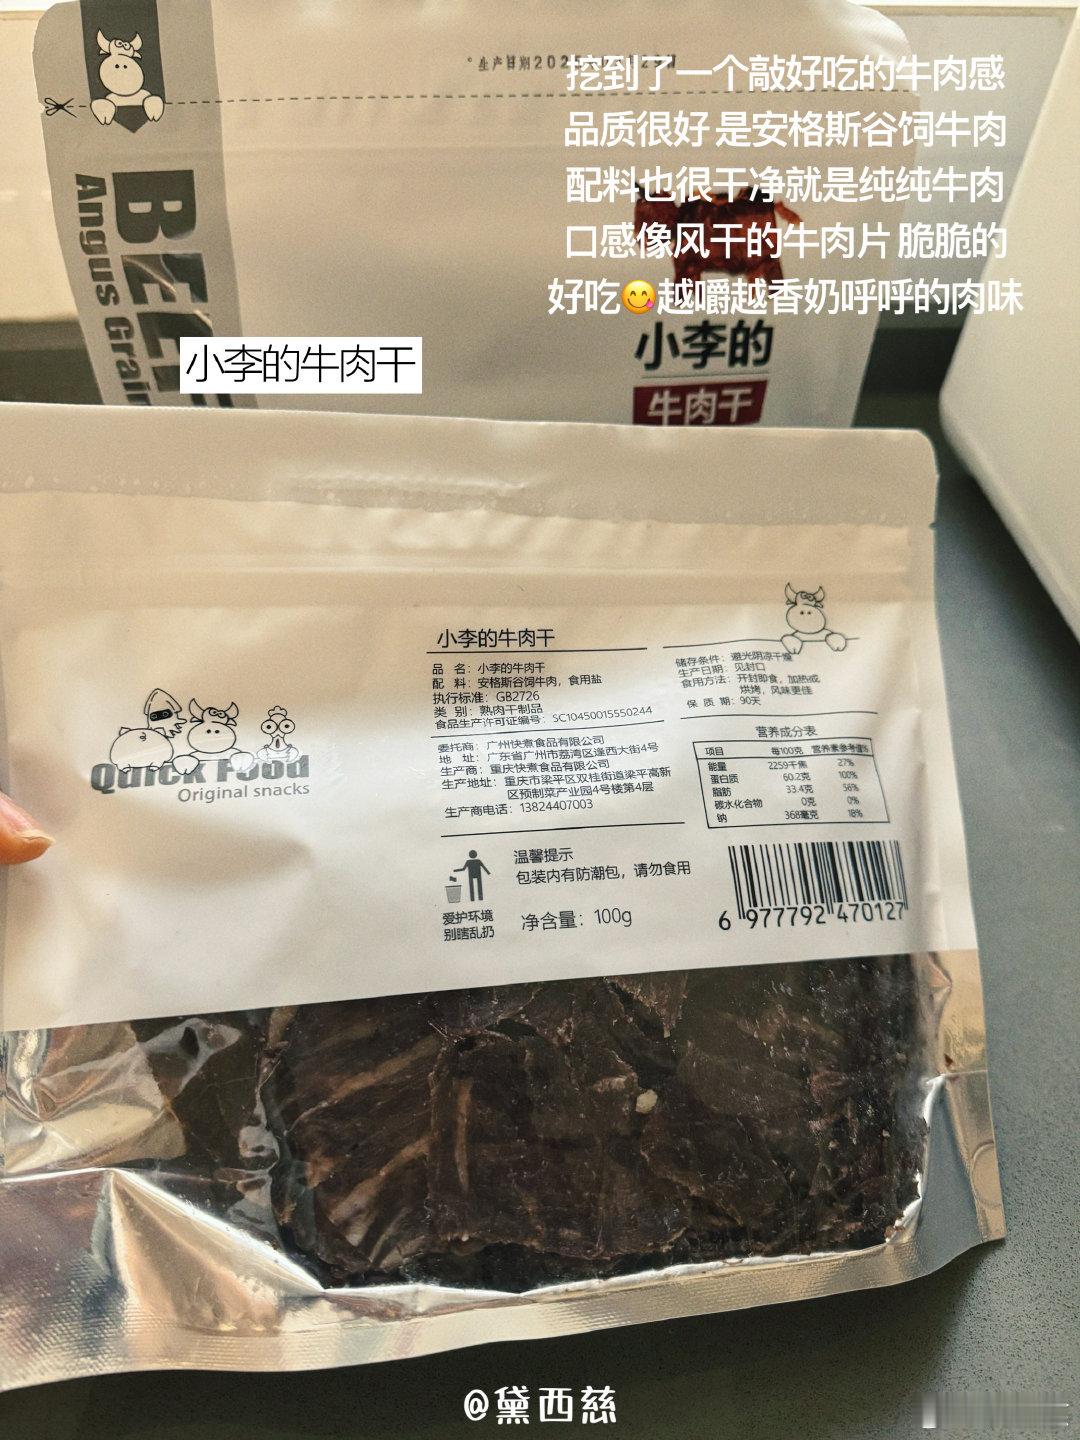 挖到了一个敲好吃的牛肉感
品质很好 是安格斯谷饲牛肉
配料也很干净就是纯纯牛肉
口感像风干的牛肉片 脆脆的
好吃😋越嚼越香奶呼呼的肉味
小李的牛肉干
生产日期202
BEEF
Angus Grain
小李的
牛肉干
Quick Food
Original snacks
小李的牛肉干
品 名：小李的牛肉干
配 料：安格斯谷饲牛肉，食用盐
执行标准：GB2726
类 别：熟肉干制品
食品生产许可证编号：SC10450015550244
委托商：广州快煮食品有限公司
地 址：广东省广州市荔湾区逢西大街4号
生产商：重庆快煮食品有限公司
生产地址：重庆市梁平区双桂街道梁平高新
区预制菜产业园4号楼第4层
生产商电话：13824407003
储存条件：避光阴凉干燥
生产日期：见封口
食用方法：开封即食，加热或
烘烤，风味更佳
保 质 期：90天
营养成分表
项目 每100克 营养素参考值%
能量 2259千焦 27%
蛋白质 60.2克 100%
脂肪 33.4克 56%
碳水化合物 0克 0%
钠 368毫克 18%
温馨提示
包装内有防潮包，请勿食用
爱护环境
别瞎乱扔
净含量：100g
6 977792 470127
@黛西慈